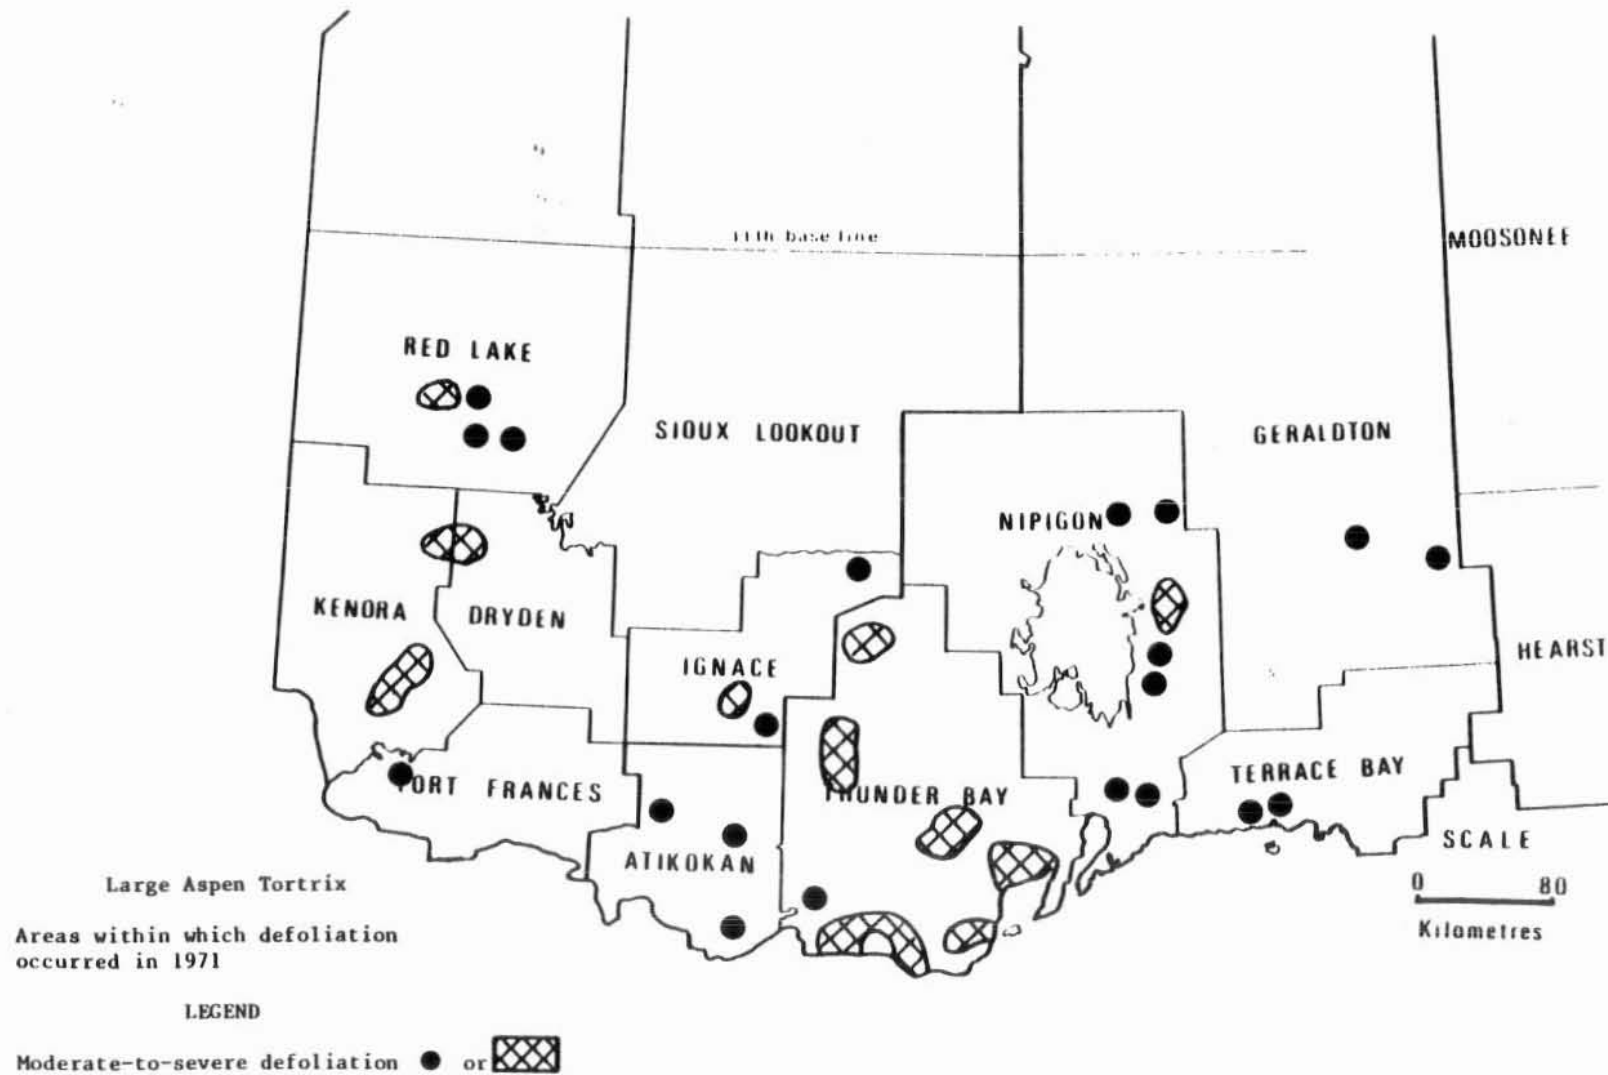 11th base line
MOOSONEE
RED LAKE
SIOUX LOOKOUT
GERALDTON
NIPIGON
KENORA
DRYDEN
HEARST
IGNACE
TERRACE BAY
FORT FRANCES
THUNDER BAY
SCALE
ATIKOKAN
0 80
Kilometres
Large Aspen Tortrix
Areas within which defoliation
occurred in 1971
LEGEND
Moderate-to-severe defoliation or